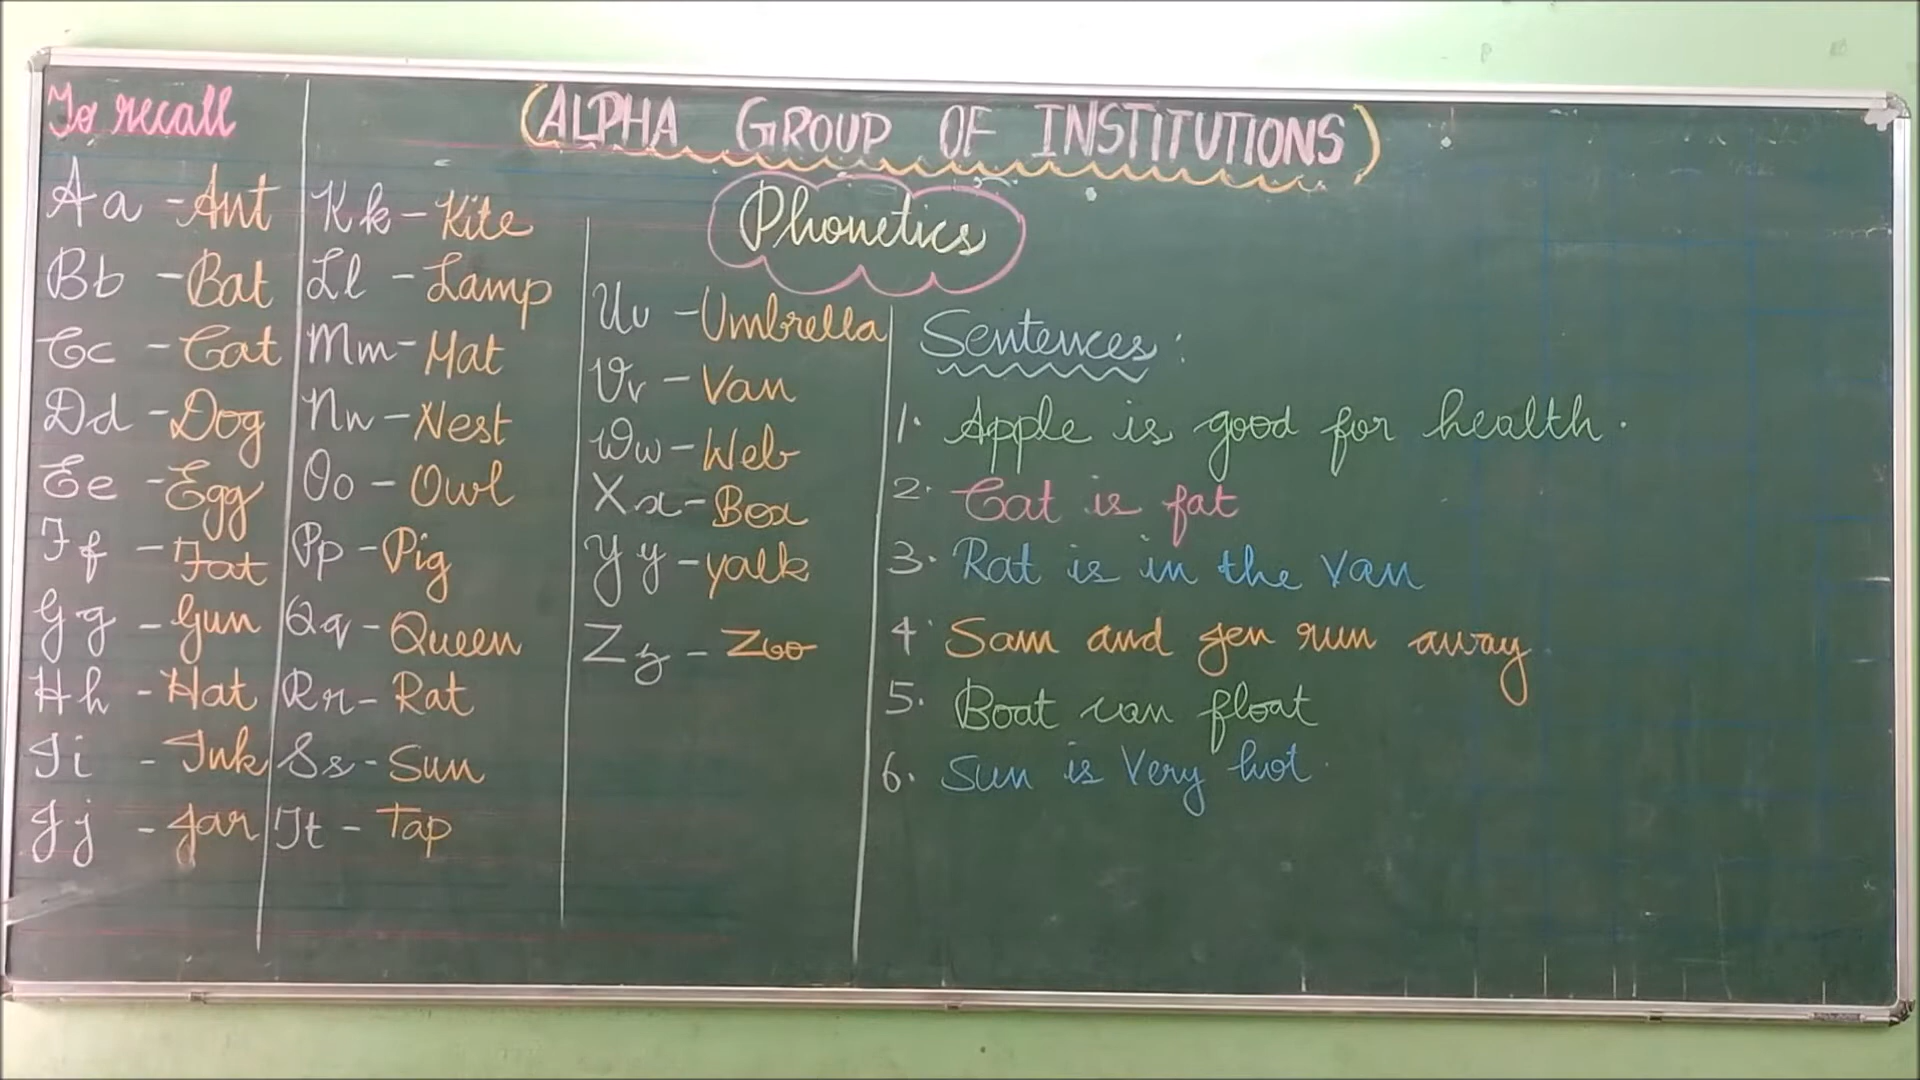 To recall
(ALPHA GROUP OF INSTITUTIONS)
Phonetics
Aa - Ant
Bb - Bat
Cc - Cat
Dd - Dog
Ee - Egg
Ff - Fat
Gg - Gun
Hh - Hat
Ii - Ink
Jj - Jar
Kk - Kite
Ll - Lamp
Mm - Mat
Nn - Nest
Oo - Owl
Pp - Pig
Qq - Queen
Rr - Rat
Ss - Sun
Tt - Tap
Uu - Umbrella
Vv - Van
Ww - Web
Xx - Box
Yy - yalk
Zz - Zoo
Sentences:
1. Apple is good for health.
2. Cat is fat
3. Rat is in the Van
4. Sam and Jen run away
5. Boat can float
6. Sun is Very hot.